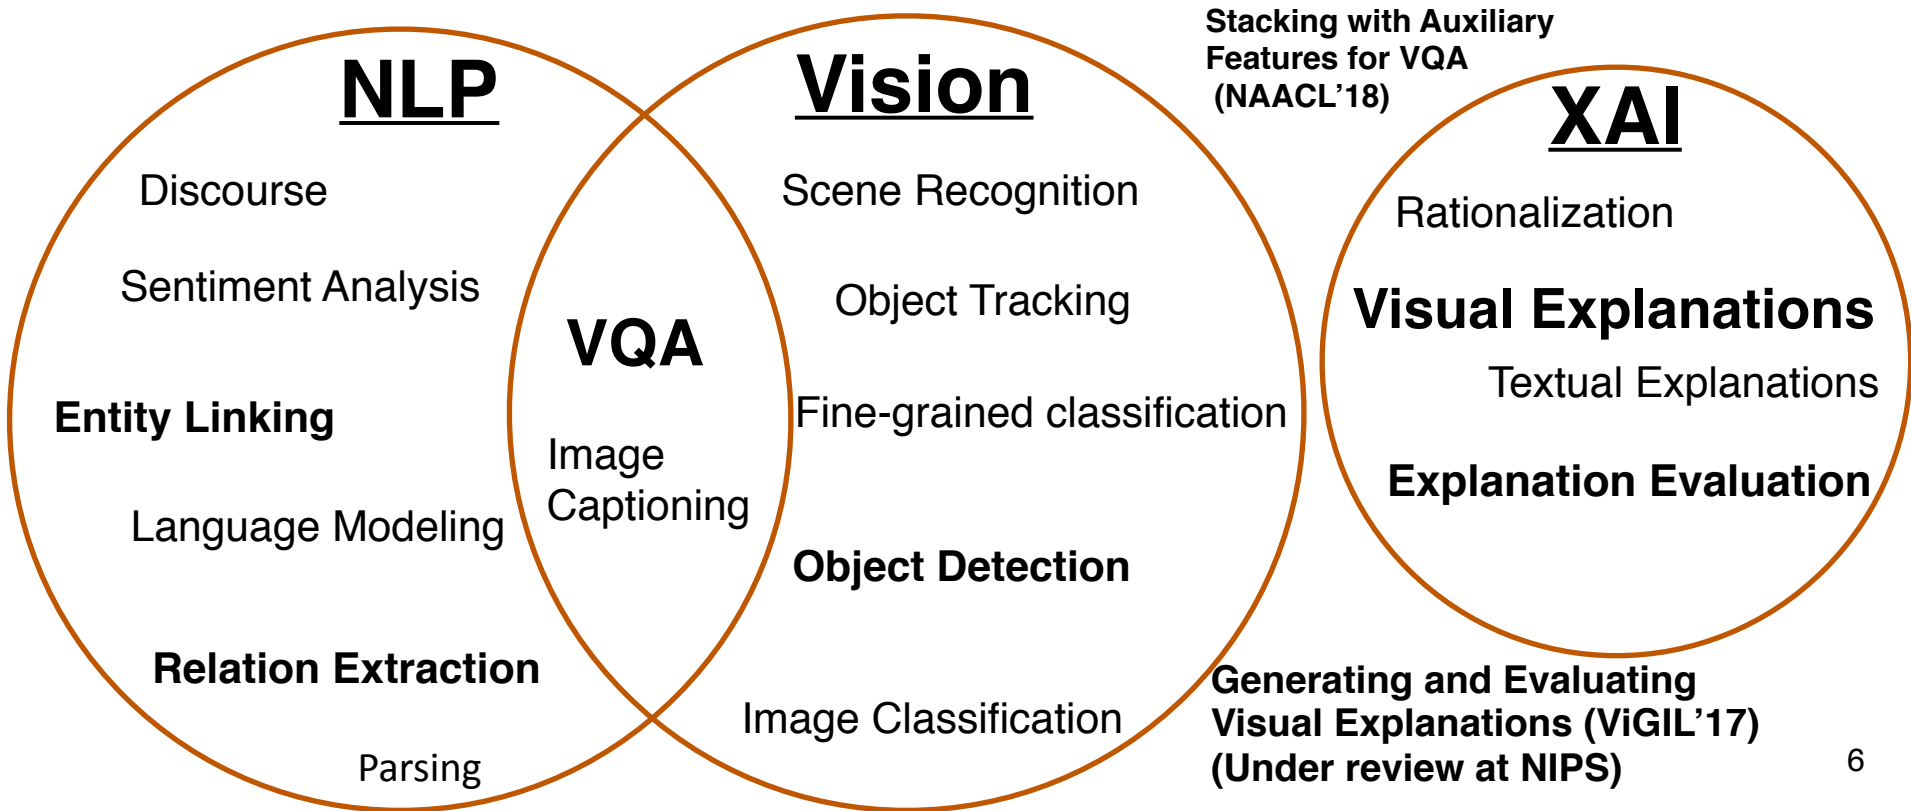 NLP
Discourse
Sentiment Analysis
Entity Linking
Language Modeling
Relation Extraction
Parsing
VQA
Image
Captioning
Vision
Scene Recognition
Object Tracking
Fine-grained classification
Object Detection
Image Classification
Stacking with Auxiliary
Features for VQA
(NAACL’18)
XAI
Rationalization
Visual Explanations
Textual Explanations
Explanation Evaluation
Generating and Evaluating
Visual Explanations (ViGIL’17)
(Under review at NIPS)
6